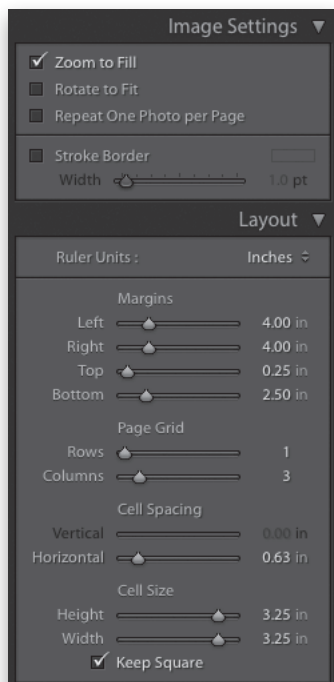 Image Settings
Zoom to Fill
Rotate to Fit
Repeat One Photo per Page
Stroke Border
Width 1.0 pt
Layout
Ruler Units : Inches
Margins
Left 4.00 in
Right 4.00 in
Top 0.25 in
Bottom 2.50 in
Page Grid
Rows 1
Columns 3
Cell Spacing
Vertical 0.00 in
Horizontal 0.63 in
Cell Size
Height 3.25 in
Width 3.25 in
Keep Square